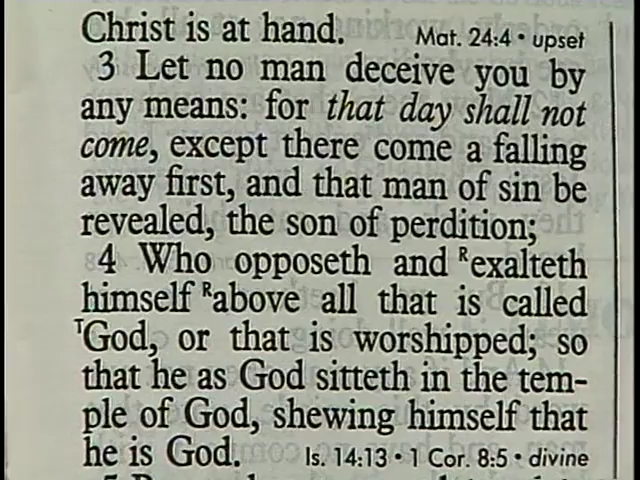 Christ is at hand. Mat. 24:4 • upset
3 Let no man deceive you by
any means: for that day shall not
come, except there come a falling
away first, and that man of sin be
revealed, the son of perdition;
4 Who opposeth and ᴿexalteth
himself ᴿabove all that is called
ᵀGod, or that is worshipped; so
that he as God sitteth in the tem-
ple of God, shewing himself that
he is God. Is. 14:13 • 1 Cor. 8:5 • divine